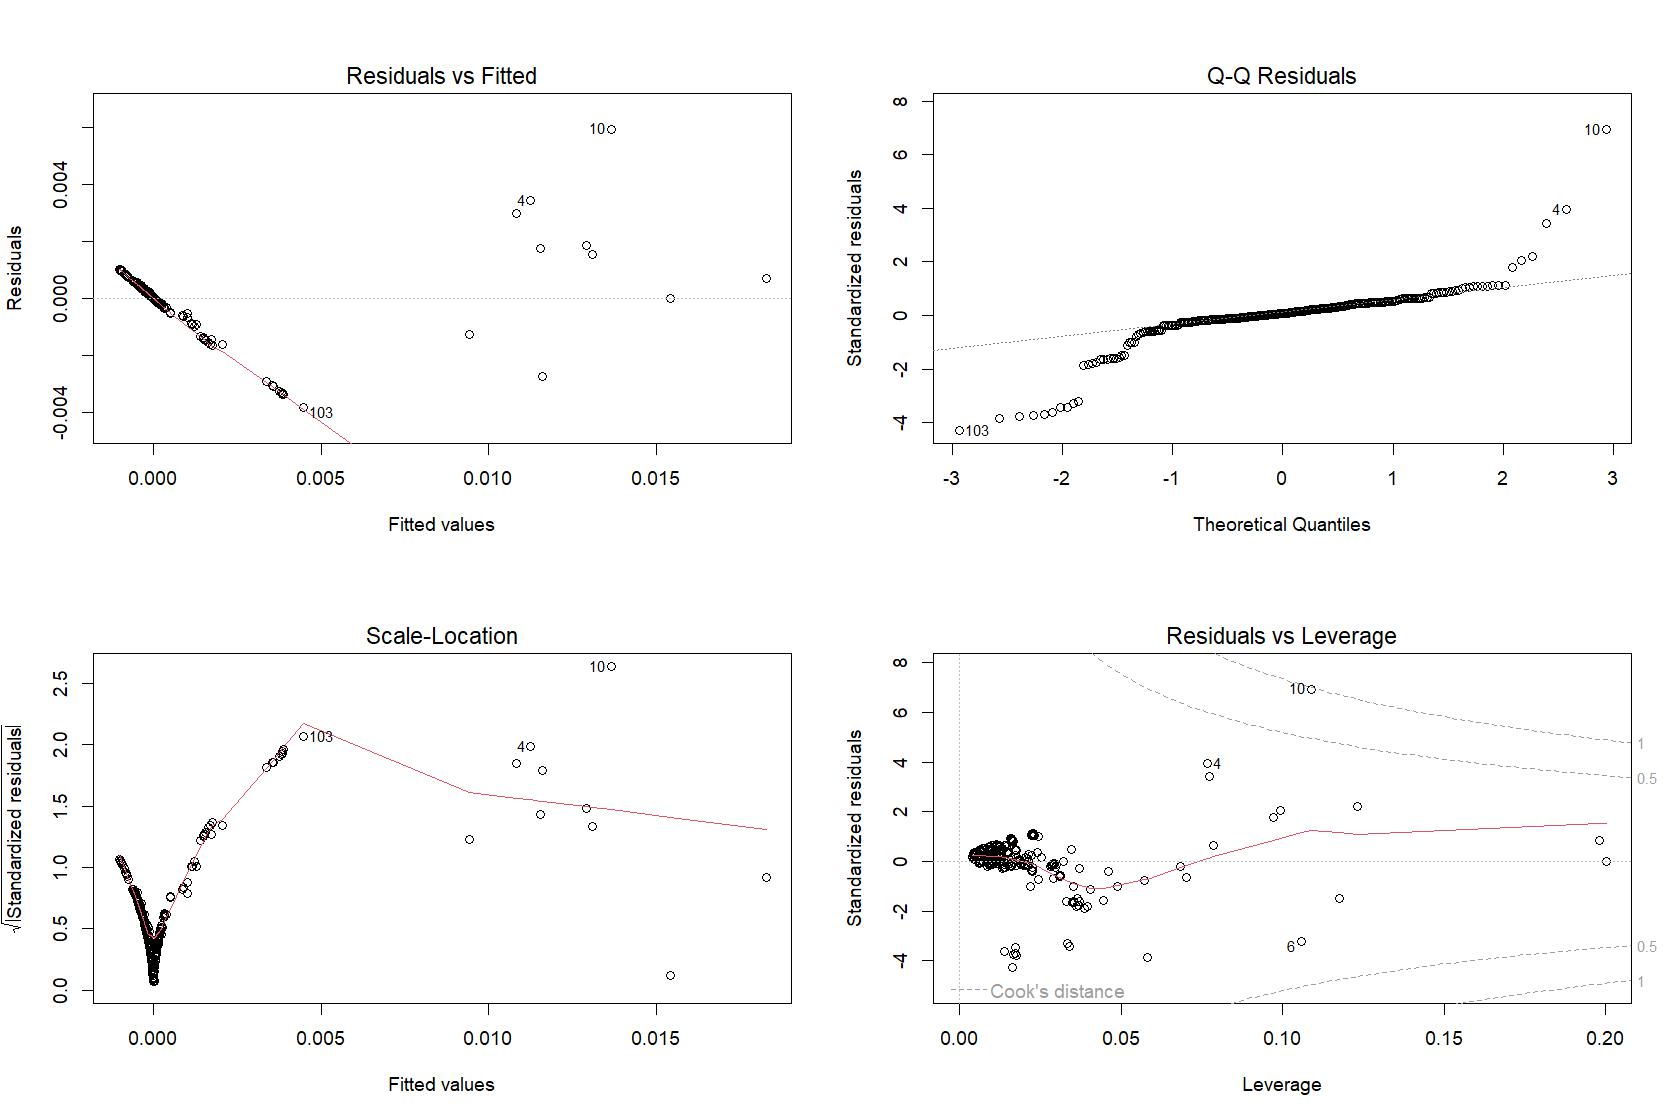 Residuals vs Fitted
Residuals
-0.004 0.000 0.004
10
4
103
0.000 0.005 0.010 0.015
Fitted values
Q-Q Residuals
Standardized residuals
-4 -2 0 2 4 6 8
10
4
103
-3 -2 -1 0 1 2 3
Theoretical Quantiles
Scale-Location
√|Standardized residuals|
0.0 0.5 1.0 1.5 2.0 2.5
10
4
103
0.000 0.005 0.010 0.015
Fitted values
Residuals vs Leverage
Standardized residuals
-4 -2 0 2 4 6 8
10
4
6
1
0.5
0.5
1
Cook's distance
0.00 0.05 0.10 0.15 0.20
Leverage